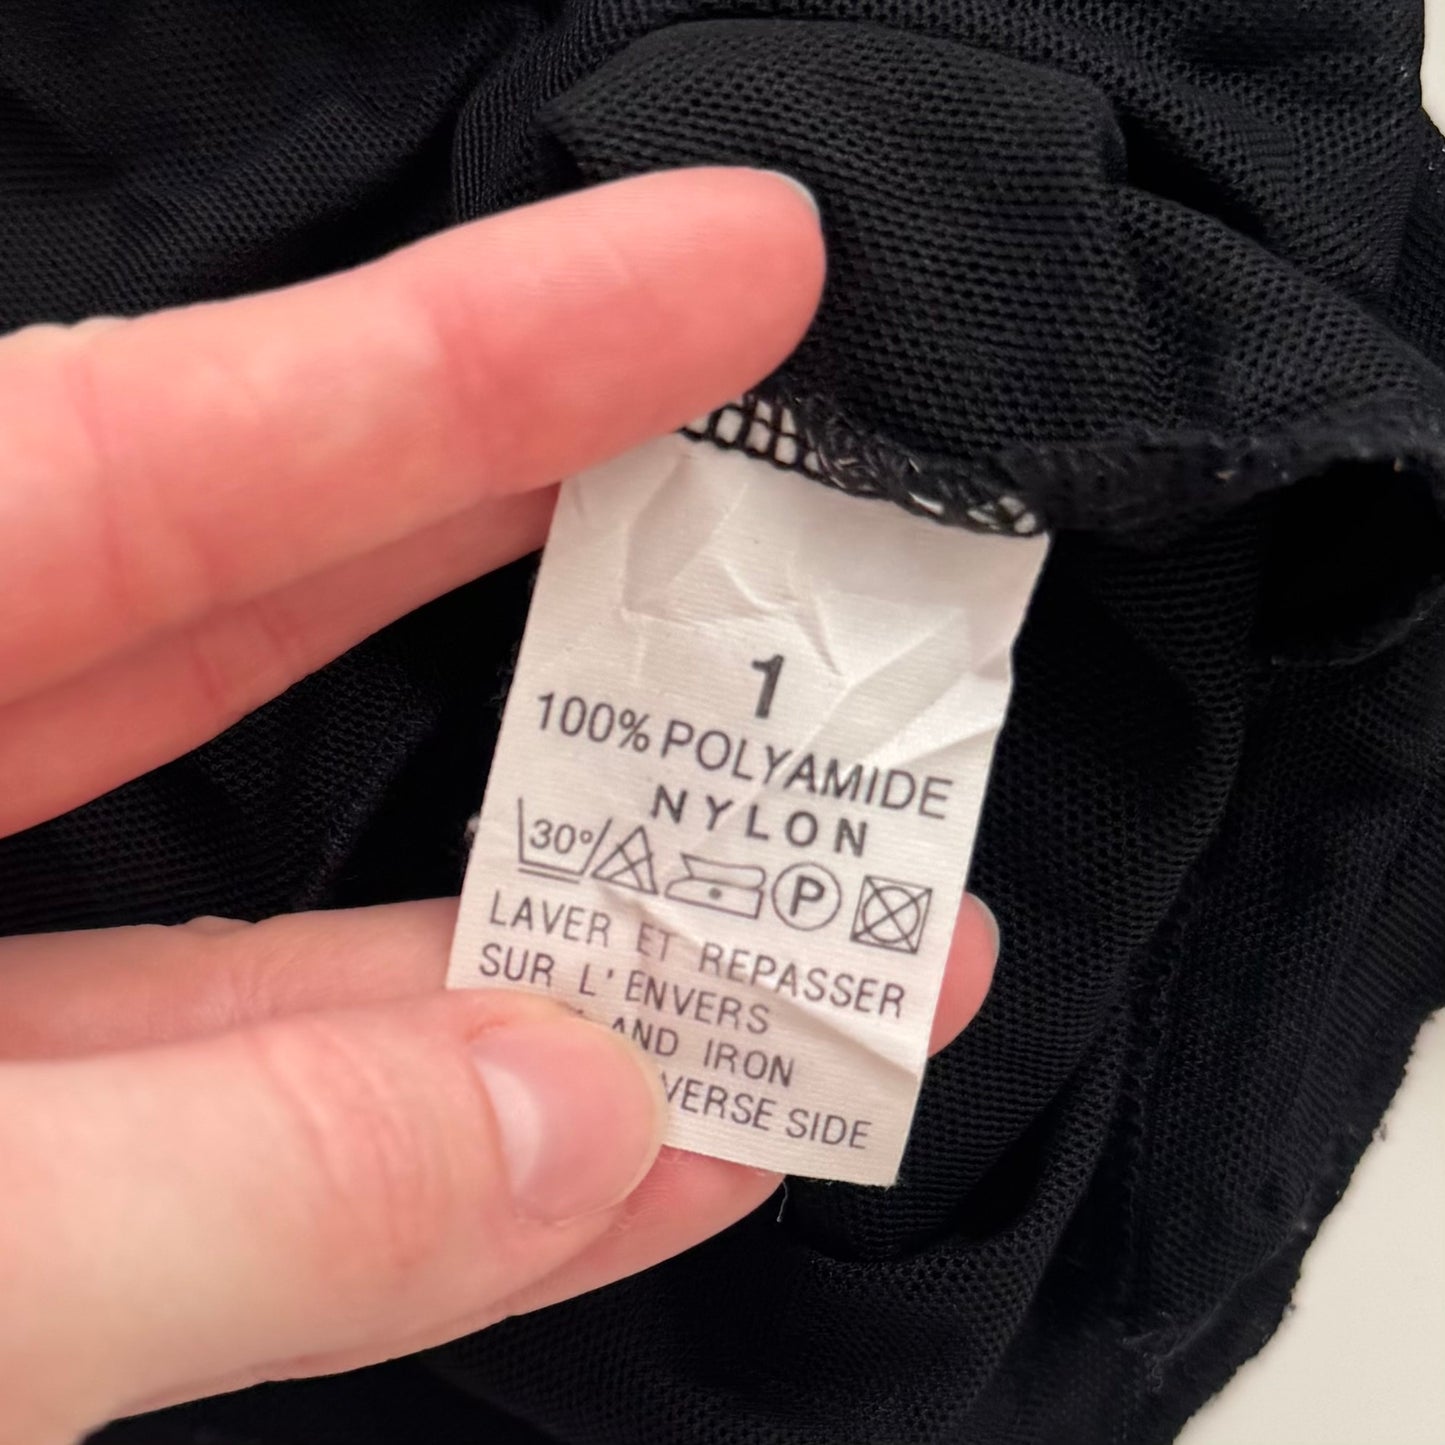 1
100% POLYAMIDE
NYLON
30° P
LAVER ET REPASSER
SUR L'ENVERS
AND IRON
VERSE SIDE